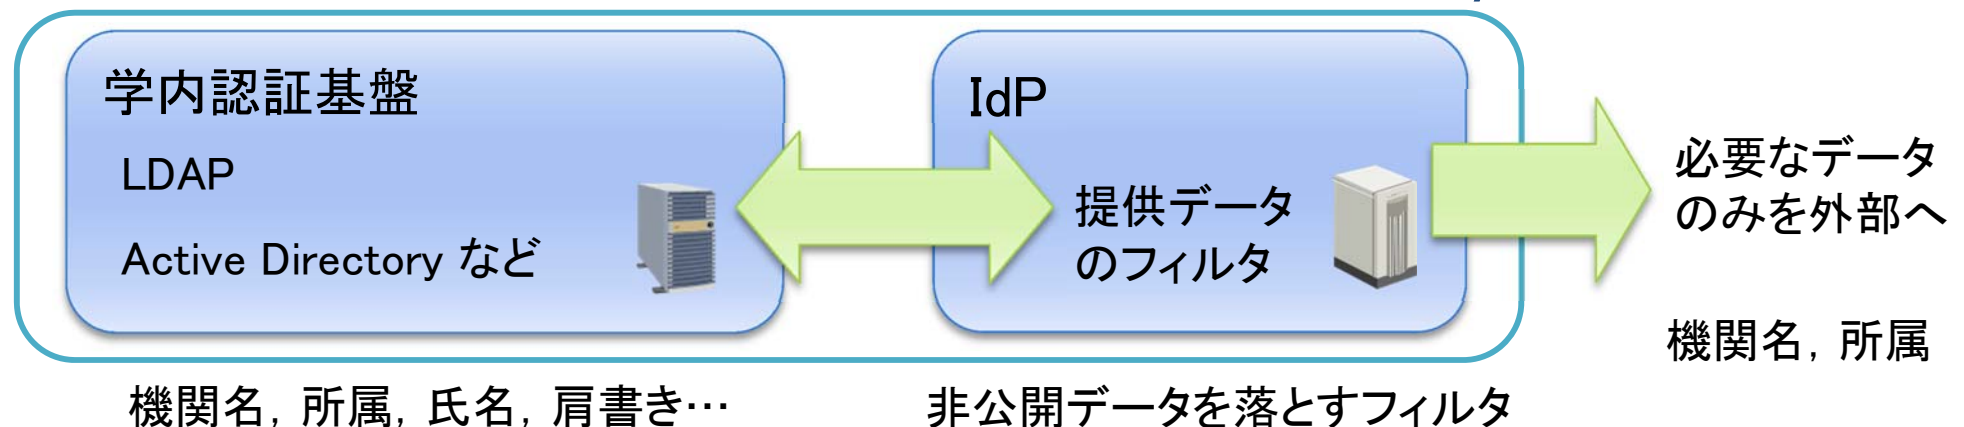 学内認証基盤
LDAP
Active Directory など
IdP
提供データ
のフィルタ
必要なデータ
のみを外部へ
機関名, 所属
機関名, 所属, 氏名, 肩書き…
非公開データを落とすフィルタ